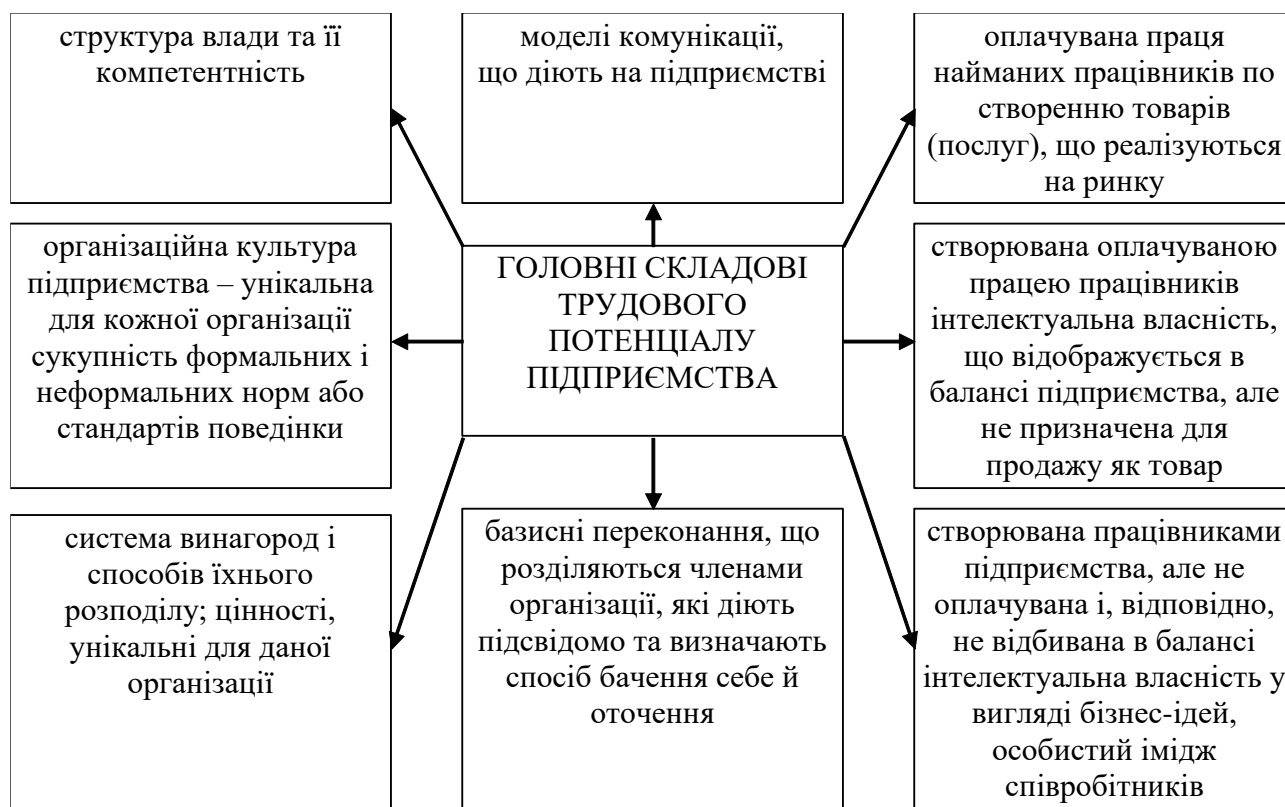 структура влади та її
компетентність
моделі комунікації,
що діють на підприємстві
оплачувана праця
найманих працівників по
створенню товарів
(послуг), що реалізуються
на ринку
організаційна культура
підприємства – унікальна
для кожної організації
сукупність формальних і
неформальних норм або
стандартів поведінки
ГОЛОВНІ СКЛАДОВІ
ТРУДОВОГО
ПОТЕНЦІАЛУ
ПІДПРИЄМСТВА
створювана оплачуваною
працею працівників
інтелектуальна власність,
що відображується в
балансі підприємства, але
не призначена для
продажу як товар
система винагород і
способів їхнього
розподілу; цінності,
унікальні для даної
організації
базисні переконання, що
розділяються членами
організації, які діють
підсвідомо та визначають
спосіб бачення себе й
оточення
створювана працівниками
підприємства, але не
оплачувана і, відповідно,
не відбивана в балансі
інтелектуальна власність у
вигляді бізнес-ідей,
особистий імідж
співробітників